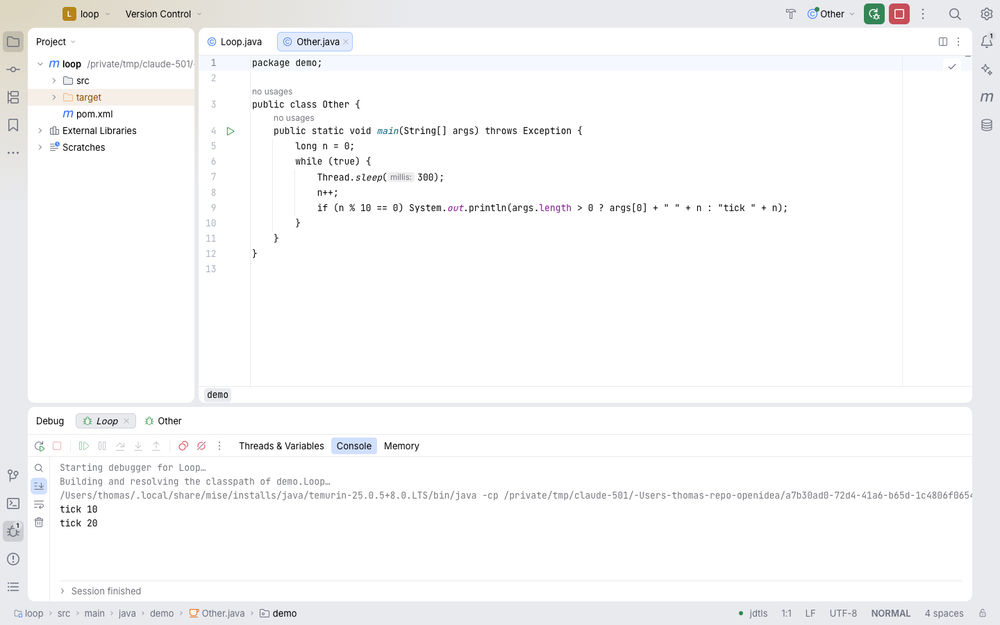 L loop Version Control Other
Project
Loop.java Other.java
loop /private/tmp/claude-501/
src
target
pom.xml
External Libraries
Scratches
1 package demo;
2
no usages
3 public class Other {
no usages
4 public static void main(String[] args) throws Exception {
5 long n = 0;
6 while (true) {
7 Thread.sleep( millis: 300);
8 n++;
9 if (n % 10 == 0) System.out.println(args.length > 0 ? args[0] + " " + n : "tick " + n);
10 }
11 }
12 }
13
demo
Debug Loop Other
Threads & Variables Console Memory
Starting debugger for Loop…
Building and resolving the classpath of demo.Loop…
/Users/thomas/.local/share/mise/installs/java/temurin-25.0.5+8.0.LTS/bin/java -cp /private/tmp/claude-501/-Users-thomas-repo-openidea/a7b30ad0-72d4-41a6-b65d-1c4806f0654
tick 10
tick 20
Session finished
loop src main java demo Other.java demo jdtls 1:1 LF UTF-8 NORMAL 4 spaces